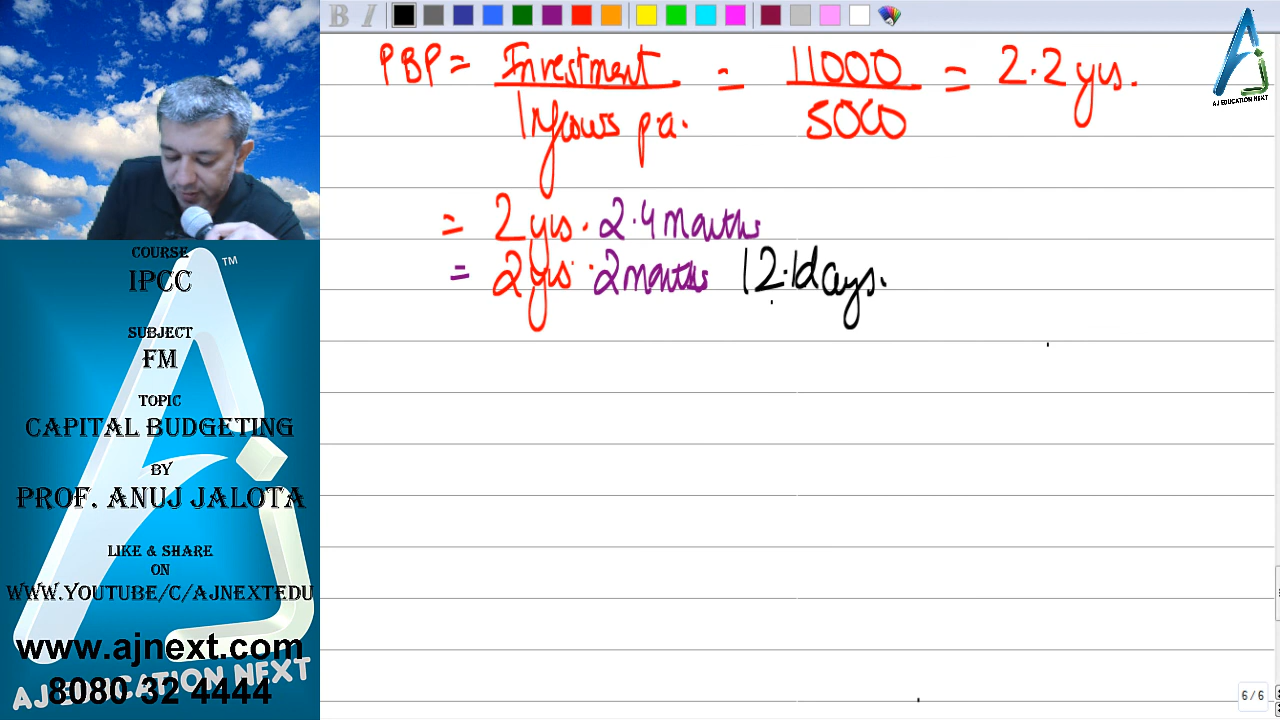 B I
PBP = Investment / Inflows p.a. = 11000 / 5000 = 2.2 yrs.
= 2 yrs. 2.4 months
= 2 yrs. 2 months 12.1 days.
AJ EDUCATION NEXT
TM
COURSE
IPCC
SUBJECT
FM
TOPIC
CAPITAL BUDGETING
BY
PROF. ANUJ JALOTA
LIKE & SHARE
ON
WWW.YOUTUBE/C/AJNEXTEDU
www.ajnext.com
AJ EDUCATION NEXT
8080 32 4444
6/6